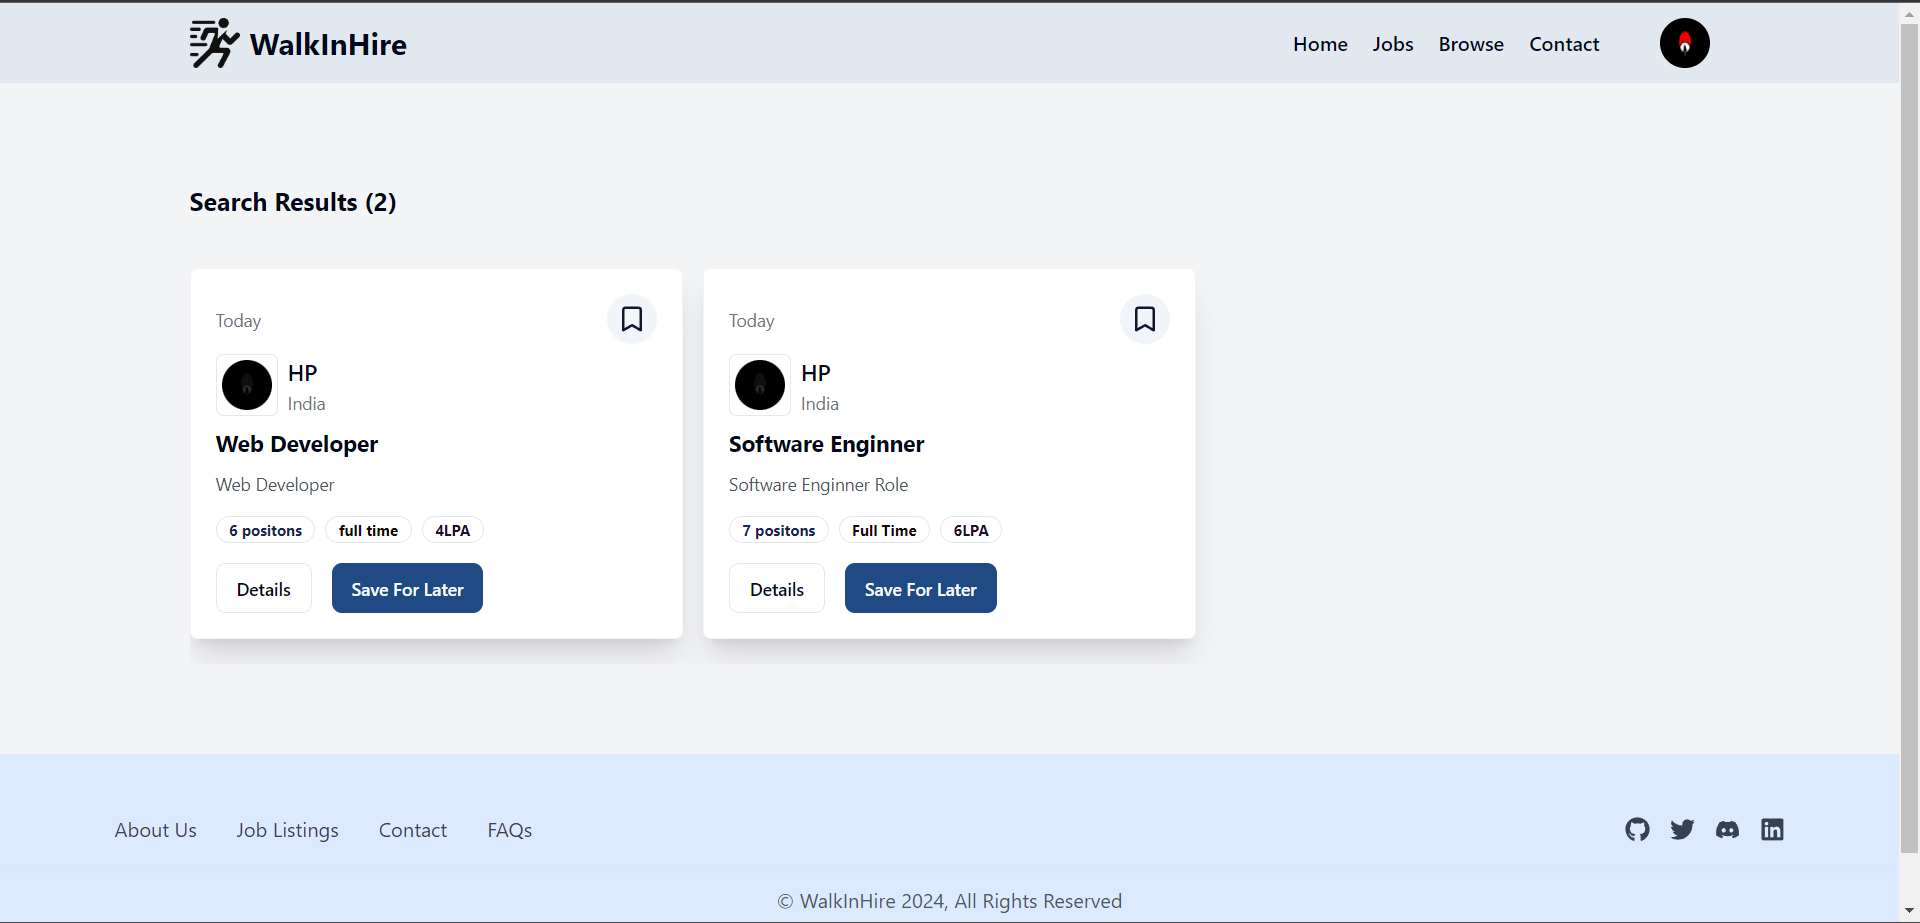 WalkInHire
Home Jobs Browse Contact
Search Results (2)
Today
HP
India
Web Developer
Web Developer
6 positons full time 4LPA
Details Save For Later
Today
HP
India
Software Enginner
Software Enginner Role
7 positons Full Time 6LPA
Details Save For Later
About Us Job Listings Contact FAQs
© WalkInHire 2024, All Rights Reserved